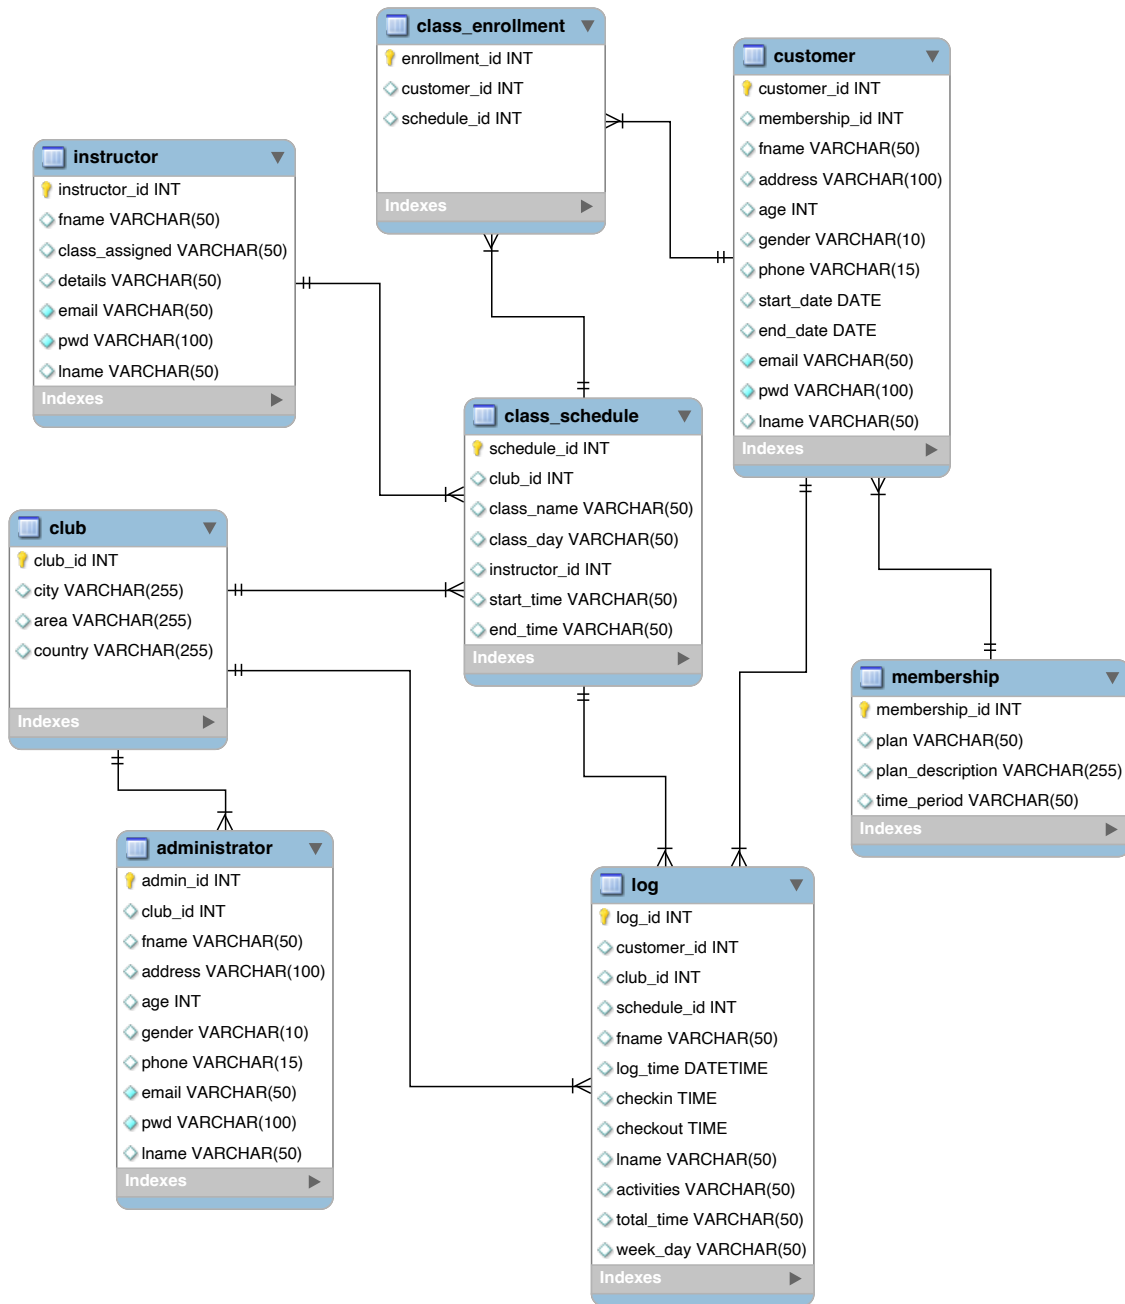 class_enrollment
enrollment_id INT
customer_id INT
schedule_id INT
Indexes
customer
customer_id INT
membership_id INT
fname VARCHAR(50)
address VARCHAR(100)
age INT
gender VARCHAR(10)
phone VARCHAR(15)
start_date DATE
end_date DATE
email VARCHAR(50)
pwd VARCHAR(100)
lname VARCHAR(50)
Indexes
instructor
instructor_id INT
fname VARCHAR(50)
class_assigned VARCHAR(50)
details VARCHAR(50)
email VARCHAR(50)
pwd VARCHAR(100)
lname VARCHAR(50)
Indexes
class_schedule
schedule_id INT
club_id INT
class_name VARCHAR(50)
class_day VARCHAR(50)
instructor_id INT
start_time VARCHAR(50)
end_time VARCHAR(50)
Indexes
club
club_id INT
city VARCHAR(255)
area VARCHAR(255)
country VARCHAR(255)
Indexes
membership
membership_id INT
plan VARCHAR(50)
plan_description VARCHAR(255)
time_period VARCHAR(50)
Indexes
administrator
admin_id INT
club_id INT
fname VARCHAR(50)
address VARCHAR(100)
age INT
gender VARCHAR(10)
phone VARCHAR(15)
email VARCHAR(50)
pwd VARCHAR(100)
lname VARCHAR(50)
Indexes
log
log_id INT
customer_id INT
club_id INT
schedule_id INT
fname VARCHAR(50)
log_time DATETIME
checkin TIME
checkout TIME
lname VARCHAR(50)
activities VARCHAR(50)
total_time VARCHAR(50)
week_day VARCHAR(50)
Indexes